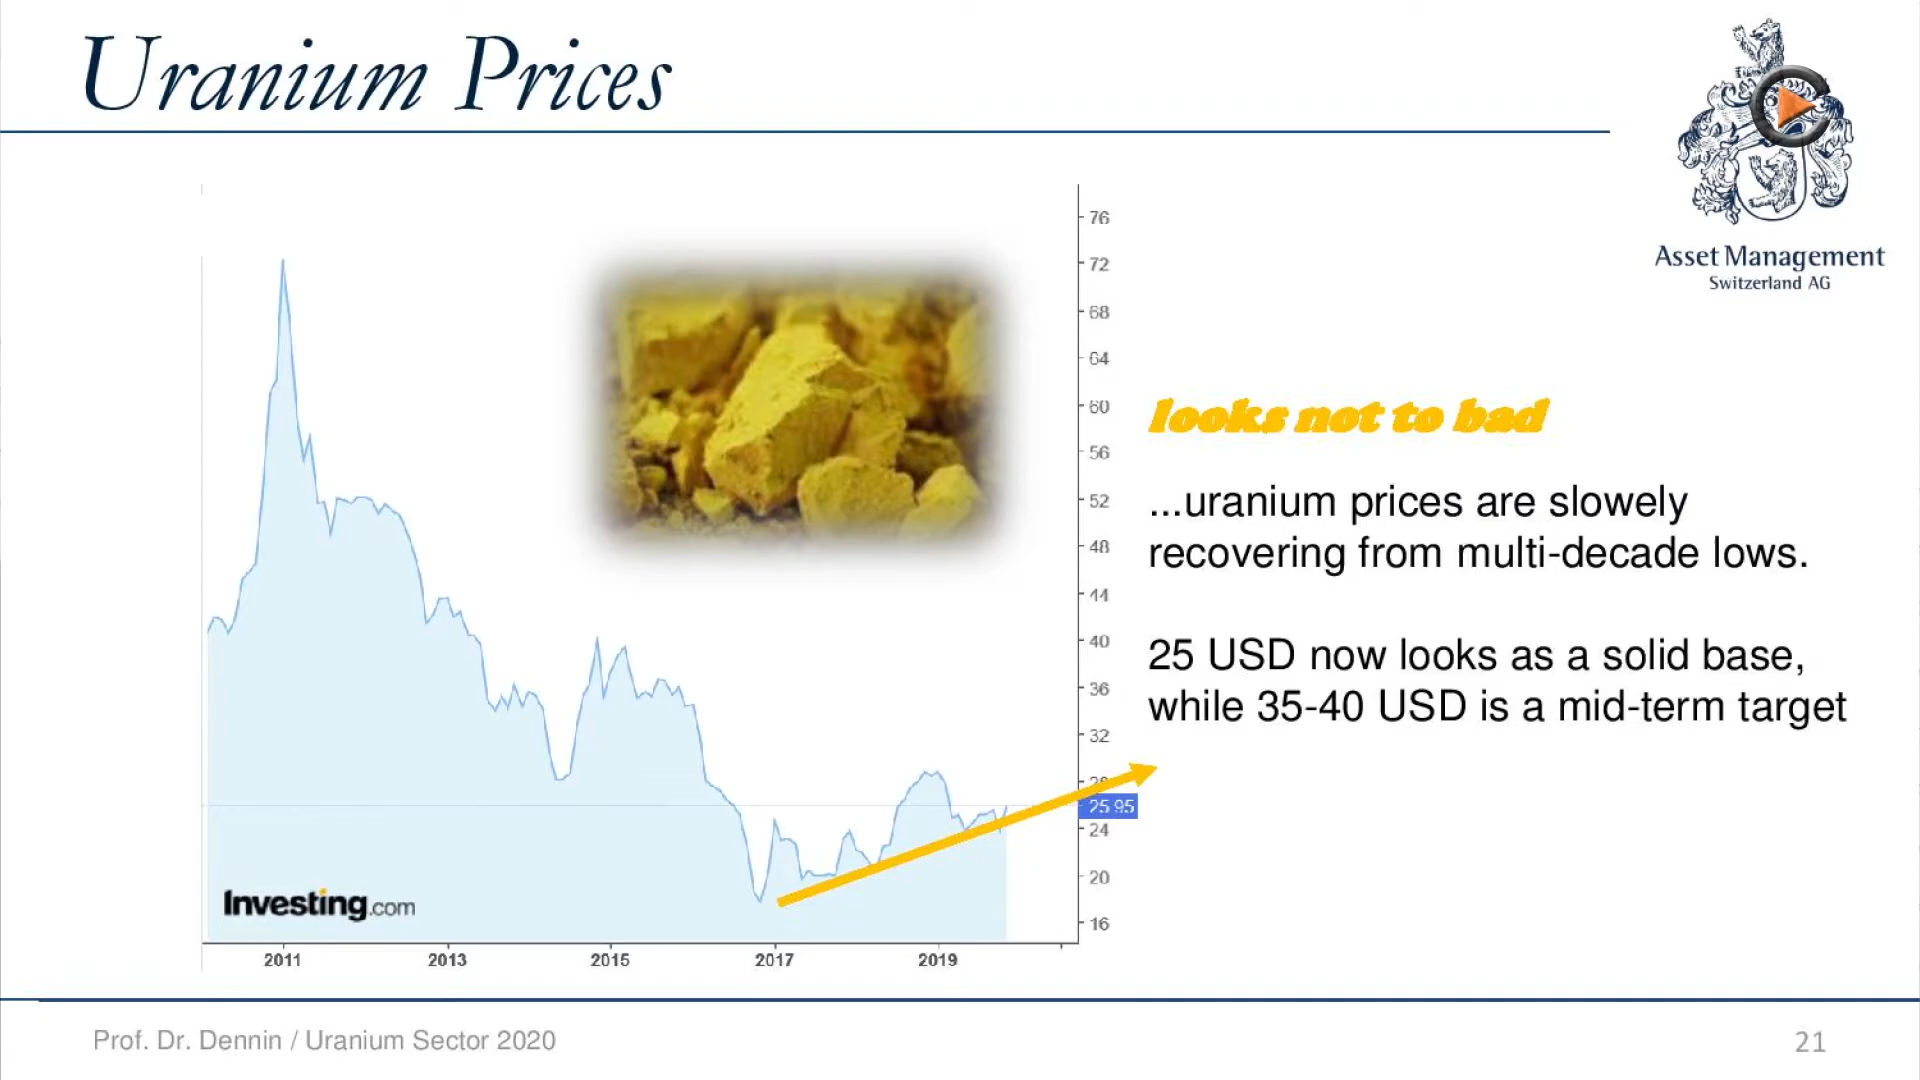 Uranium Prices
Asset Management
Switzerland AG
76
72
68
64
60
56
52
48
44
40
36
32
28
25.95
24
20
16
looks not to bad
...uranium prices are slowely
recovering from multi-decade lows.
25 USD now looks as a solid base,
while 35-40 USD is a mid-term target
Investing.com
2011 2013 2015 2017 2019
Prof. Dr. Dennin / Uranium Sector 2020
21